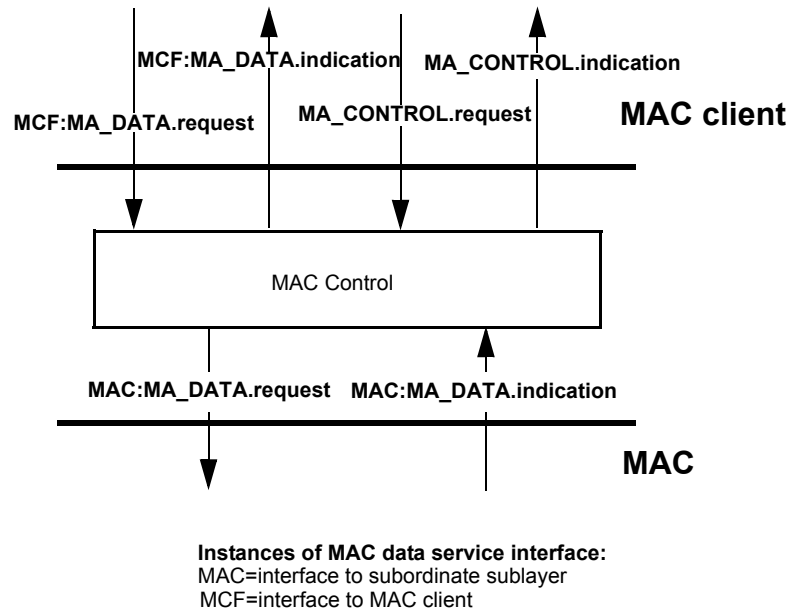 MCF:MA_DATA.indication
MA_CONTROL.indication
MCF:MA_DATA.request
MA_CONTROL.request
MAC client
MAC Control
MAC:MA_DATA.request
MAC:MA_DATA.indication
MAC
Instances of MAC data service interface:
MAC=interface to subordinate sublayer
MCF=interface to MAC client